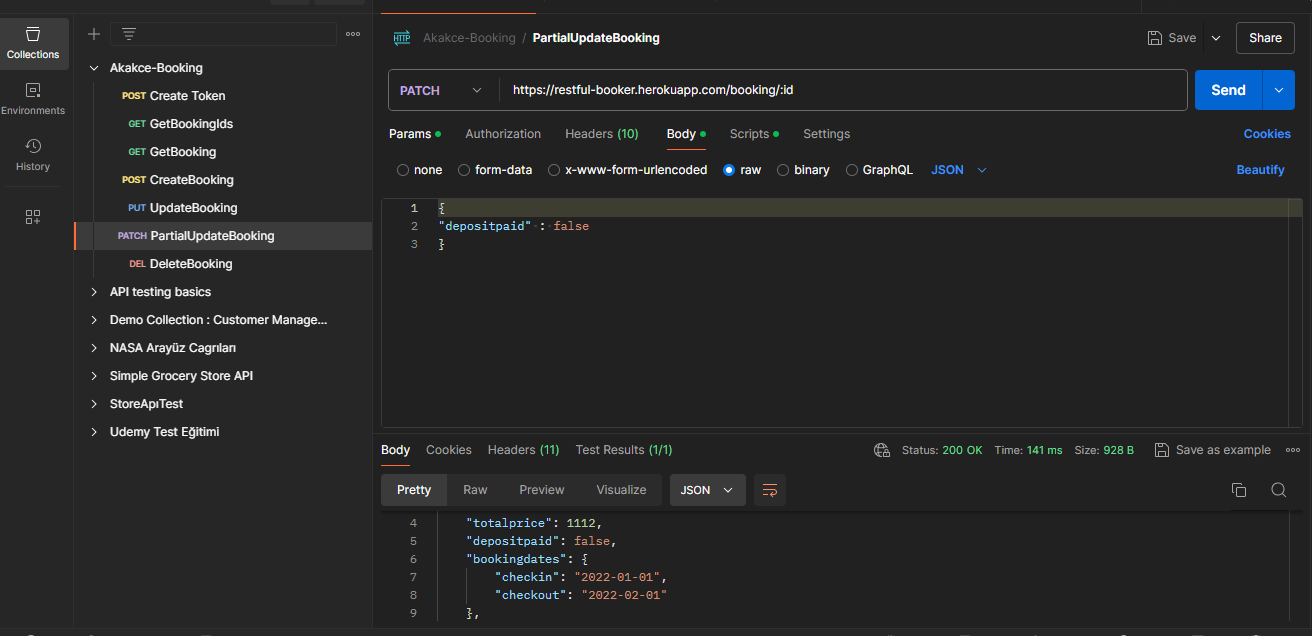 Collections
Environments
History
Akakce-Booking
POST Create Token
GET GetBookingIds
GET GetBooking
POST CreateBooking
PUT UpdateBooking
PATCH PartialUpdateBooking
DEL DeleteBooking
API testing basics
Demo Collection : Customer Manage...
NASA Arayüz Cagrıları
Simple Grocery Store API
StoreApıTest
Udemy Test Eğitimi
HTTP Akakce-Booking / PartialUpdateBooking
Save Share
PATCH https://restful-booker.herokuapp.com/booking/:id Send
Params Authorization Headers (10) Body Scripts Settings Cookies
none form-data x-www-form-urlencoded raw binary GraphQL JSON Beautify
1 {
2 "depositpaid" : false
3 }
Body Cookies Headers (11) Test Results (1/1) Status: 200 OK Time: 141 ms Size: 928 B Save as example
Pretty Raw Preview Visualize JSON
4 "totalprice": 1112,
5 "depositpaid": false,
6 "bookingdates": {
7 "checkin": "2022-01-01",
8 "checkout": "2022-02-01"
9 },